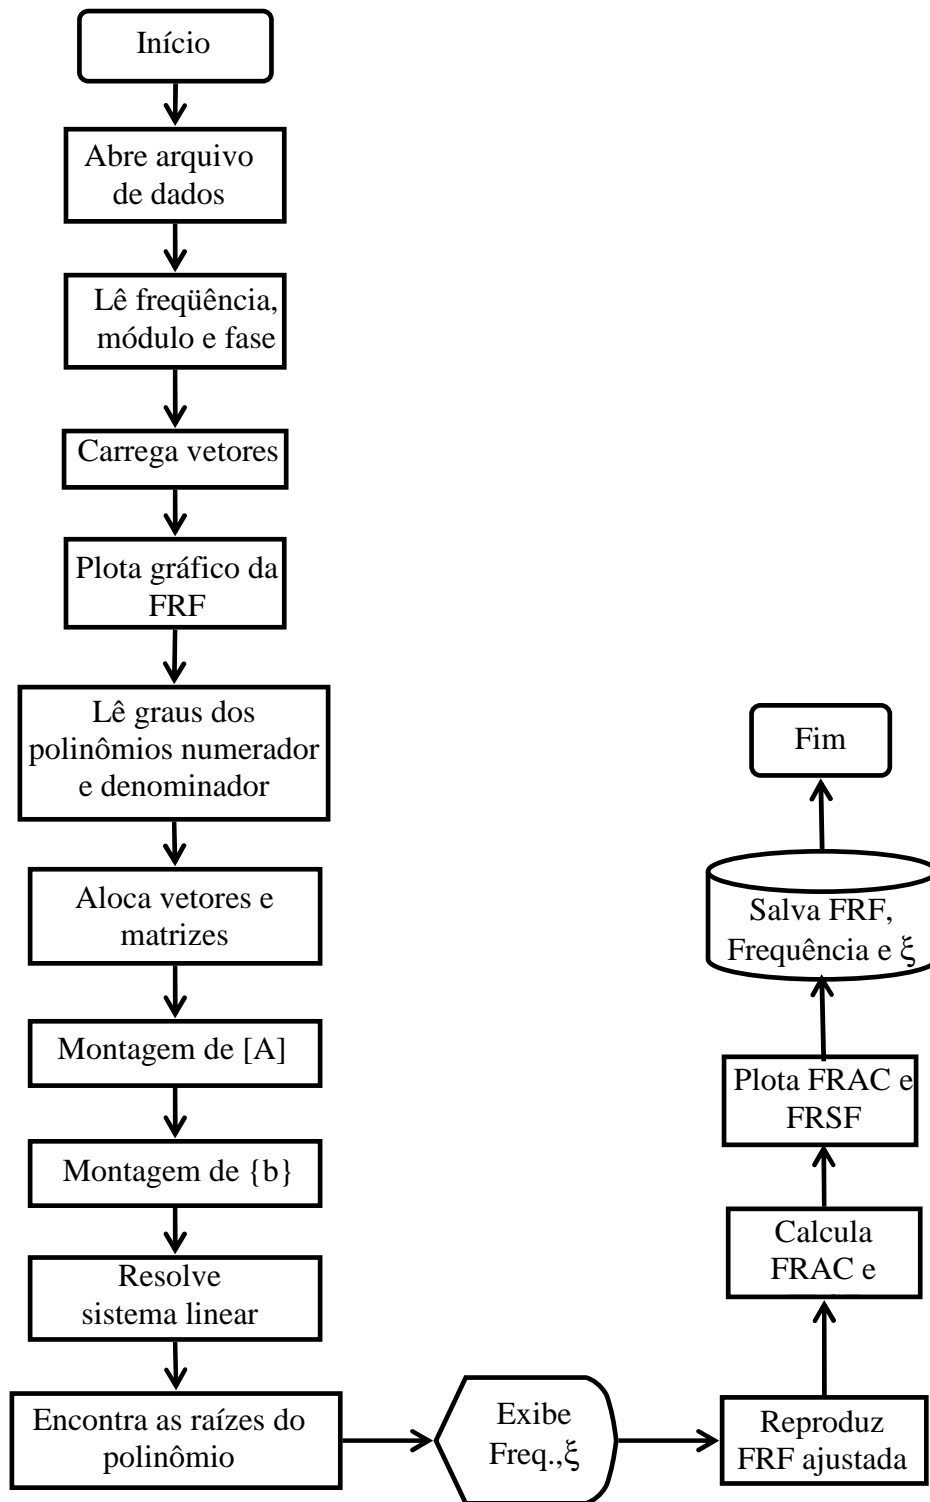 Início
Abre arquivo
de dados
Lê freqüência,
módulo e fase
Carrega vetores
Plota gráfico da
FRF
Lê graus dos
polinômios numerador
e denominador
Aloca vetores e
matrizes
Montagem de [A]
Montagem de {b}
Resolve
sistema linear
Encontra as raízes do
polinômio
Exibe
Freq.,ξ
Reproduz
FRF ajustada
Calcula
FRAC e
Plota FRAC e
FRSF
Salva FRF,
Frequência e ξ
Fim